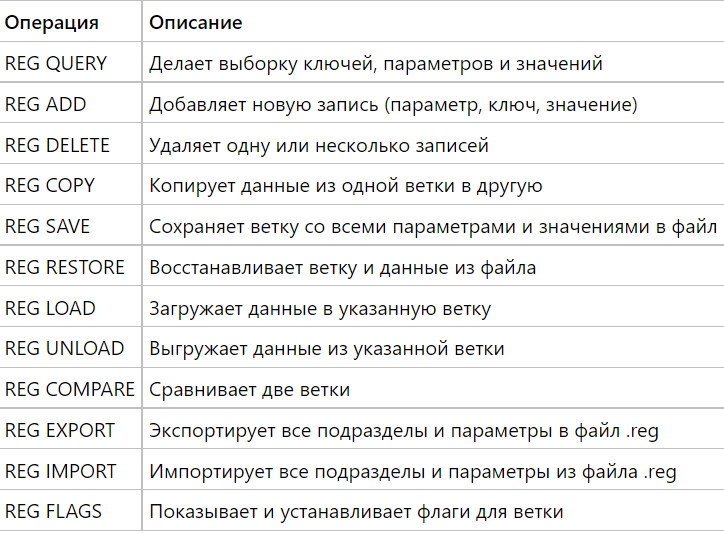 Операция Описание
REG QUERY Делает выборку ключей, параметров и значений
REG ADD Добавляет новую запись (параметр, ключ, значение)
REG DELETE Удаляет одну или несколько записей
REG COPY Копирует данные из одной ветки в другую
REG SAVE Сохраняет ветку со всеми параметрами и значениями в файл
REG RESTORE Восстанавливает ветку и данные из файла
REG LOAD Загружает данные в указанную ветку
REG UNLOAD Выгружает данные из указанной ветки
REG COMPARE Сравнивает две ветки
REG EXPORT Экспортирует все подразделы и параметры в файл .reg
REG IMPORT Импортирует все подразделы и параметры из файла .reg
REG FLAGS Показывает и устанавливает флаги для ветки